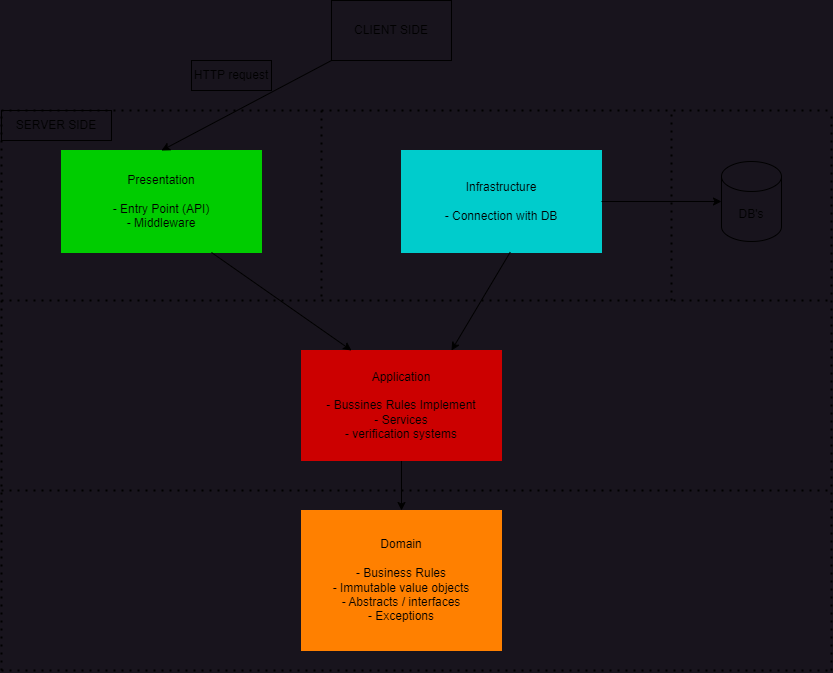 CLIENT SIDE
HTTP request
SERVER SIDE
Presentation
- Entry Point (API)
- Middleware
Infrastructure
- Connection with DB
DB's
Application
- Bussines Rules Implement
- Services
- verification systems
Domain
- Business Rules
- Immutable value objects
- Abstracts / interfaces
- Exceptions